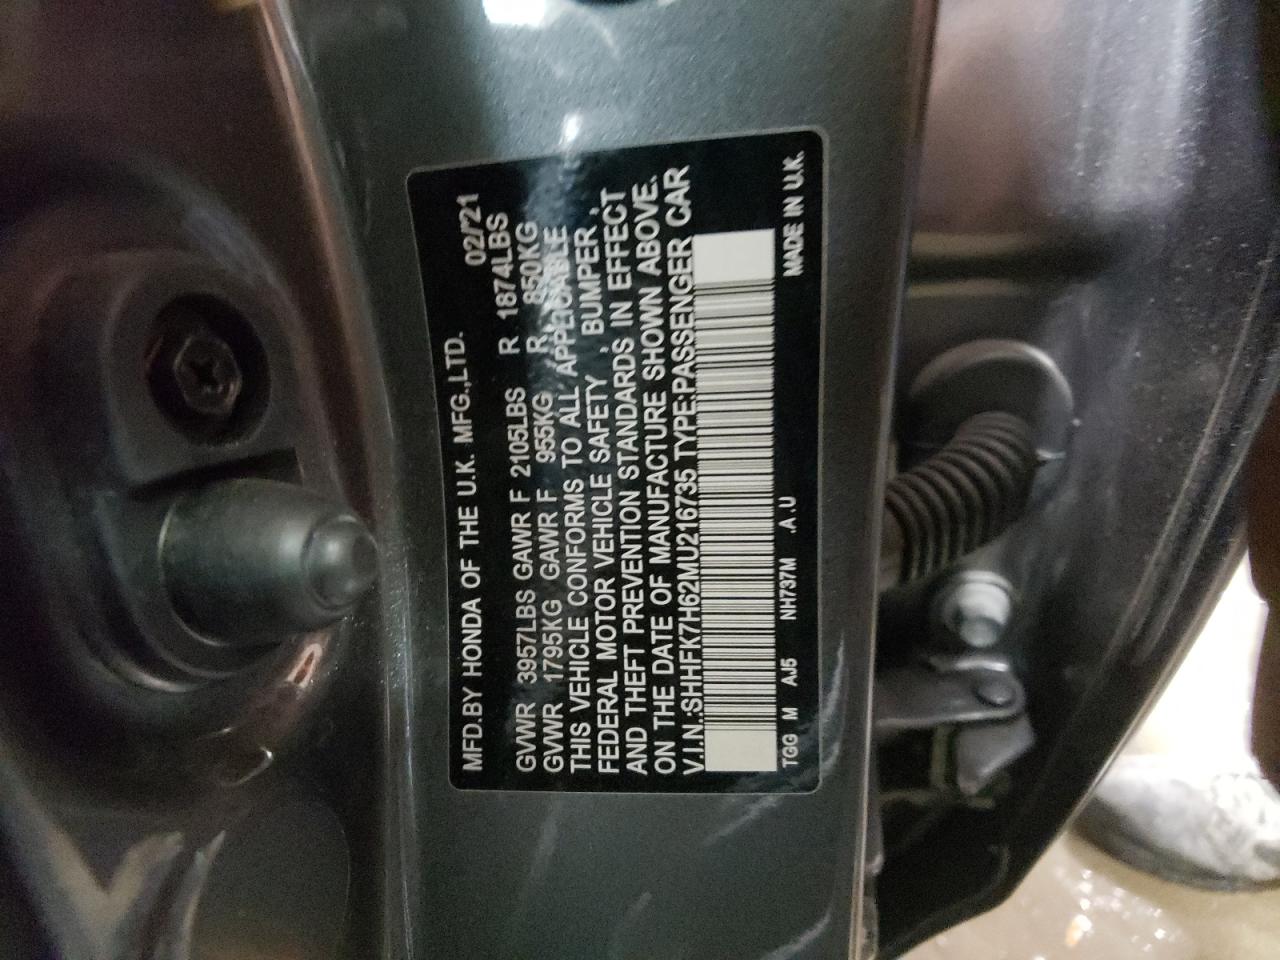 MFD.BY HONDA OF THE U.K. MFG.,LTD. 02/'21
GVWR 3957LBS GAWR F 2105LBS R 1874LBS
GVWR 1795KG GAWR F 955KG R 850KG
THIS VEHICLE CONFORMS TO ALL APPLICABLE
FEDERAL MOTOR VEHICLE SAFETY , BUMPER ,
AND THEFT PREVENTION STANDARDS IN EFFECT
ON THE DATE OF MANUFACTURE SHOWN ABOVE.
V.I.N.:SHHFK7H62MU216735 TYPE:PASSENGER CAR
TGG M AJ5 NH737M .A.U MADE IN U.K.